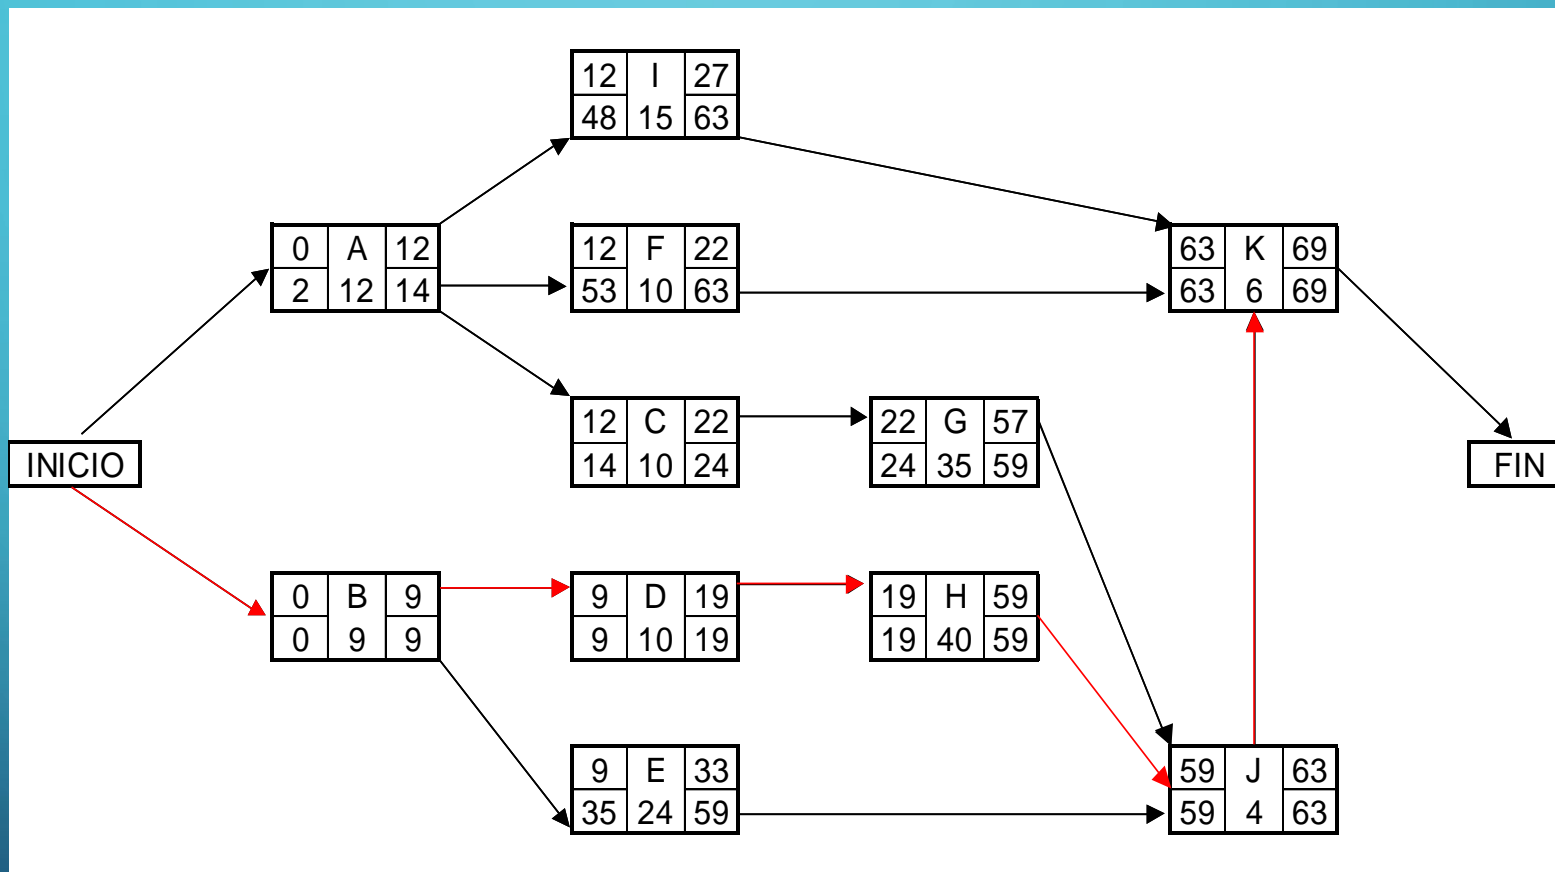 12 I 27
48 15 63
0 A 12
2 12 14
12 F 22
53 10 63
63 K 69
63 6 69
12 C 22
14 10 24
22 G 57
24 35 59
INICIO
FIN
0 B 9
0 9 9
9 D 19
9 10 19
19 H 59
19 40 59
9 E 33
35 24 59
59 J 63
59 4 63